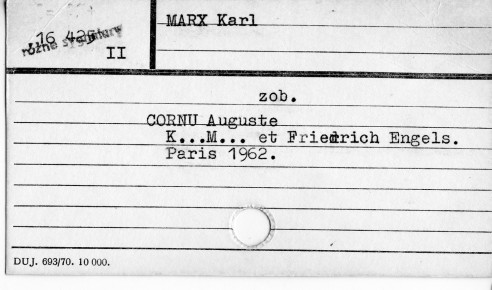 MARX Karl
16 425
różne sygnatury
II
zob.
CORNU Auguste
K...M... et Friedrich Engels.
Paris 1962.
DUJ. 693/70. 10 000.